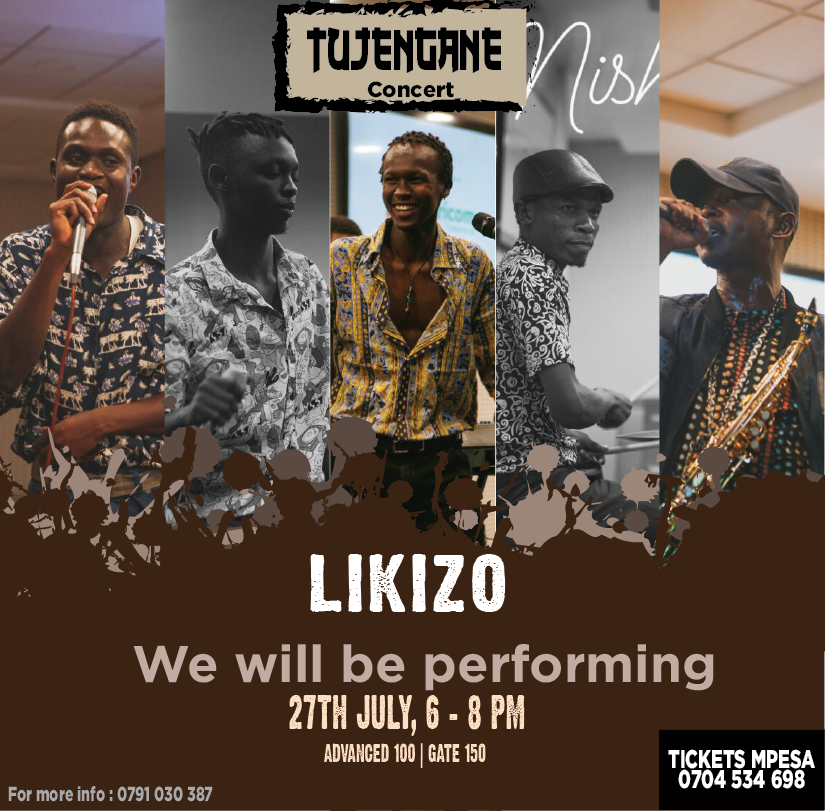 TUJENGANE
Concert
LIKIZO
We will be performing
27TH JULY, 6 - 8 PM
ADVANCED 100 | GATE 150
TICKETS MPESA
0704 534 698
For more info : 0791 030 387